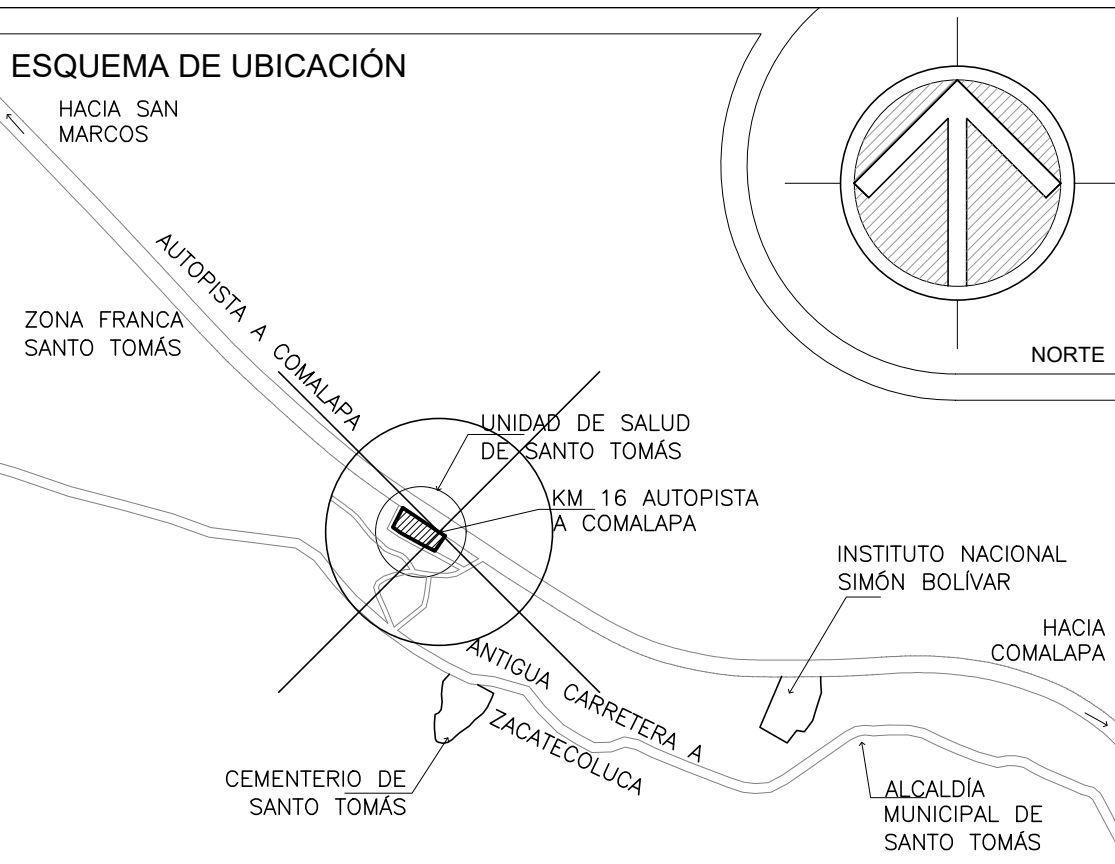 ESQUEMA DE UBICACIÓN
HACIA SAN
MARCOS
AUTOPISTA A COMALAPA
ZONA FRANCA
SANTO TOMÁS
NORTE
UNIDAD DE SALUD
DE SANTO TOMÁS
KM 16 AUTOPISTA
A COMALAPA
INSTITUTO NACIONAL
SIMÓN BOLÍVAR
HACIA
COMALAPA
ANTIGUA CARRETERA A
ZACATECOLUCA
CEMENTERIO DE
SANTO TOMÁS
ALCALDÍA
MUNICIPAL DE
SANTO TOMÁS